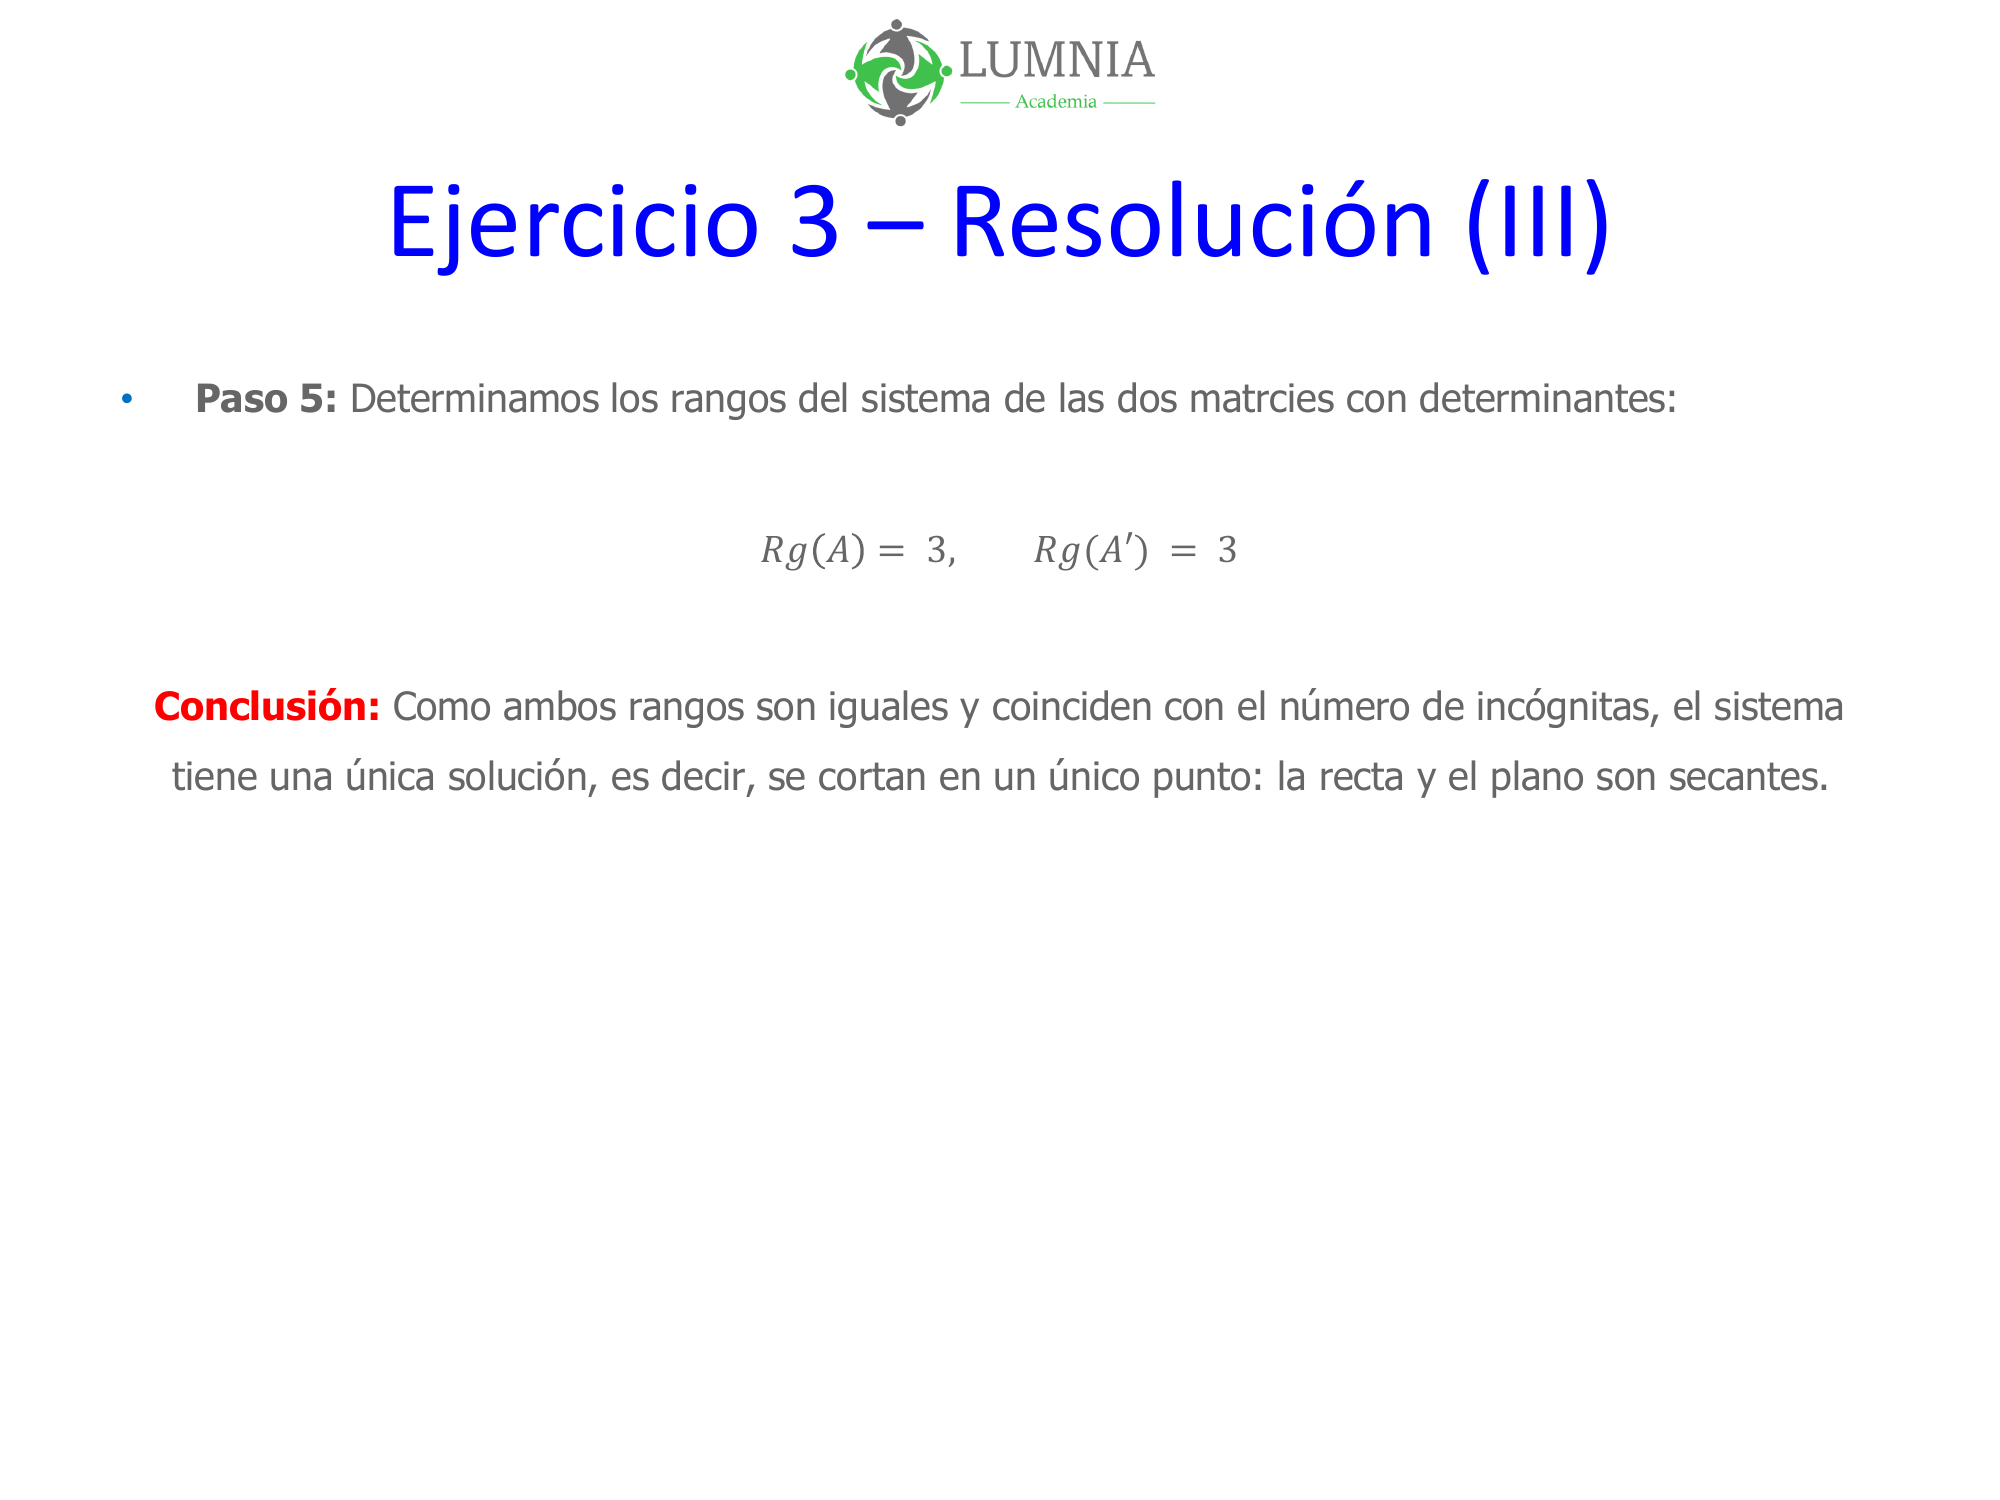 LUMNIA
Academia
Ejercicio 3 – Resolución (III)
• Paso 5: Determinamos los rangos del sistema de las dos matrcies con determinantes:
Rg(A) = 3, Rg(A′) = 3
Conclusión: Como ambos rangos son iguales y coinciden con el número de incógnitas, el sistema
tiene una única solución, es decir, se cortan en un único punto: la recta y el plano son secantes.